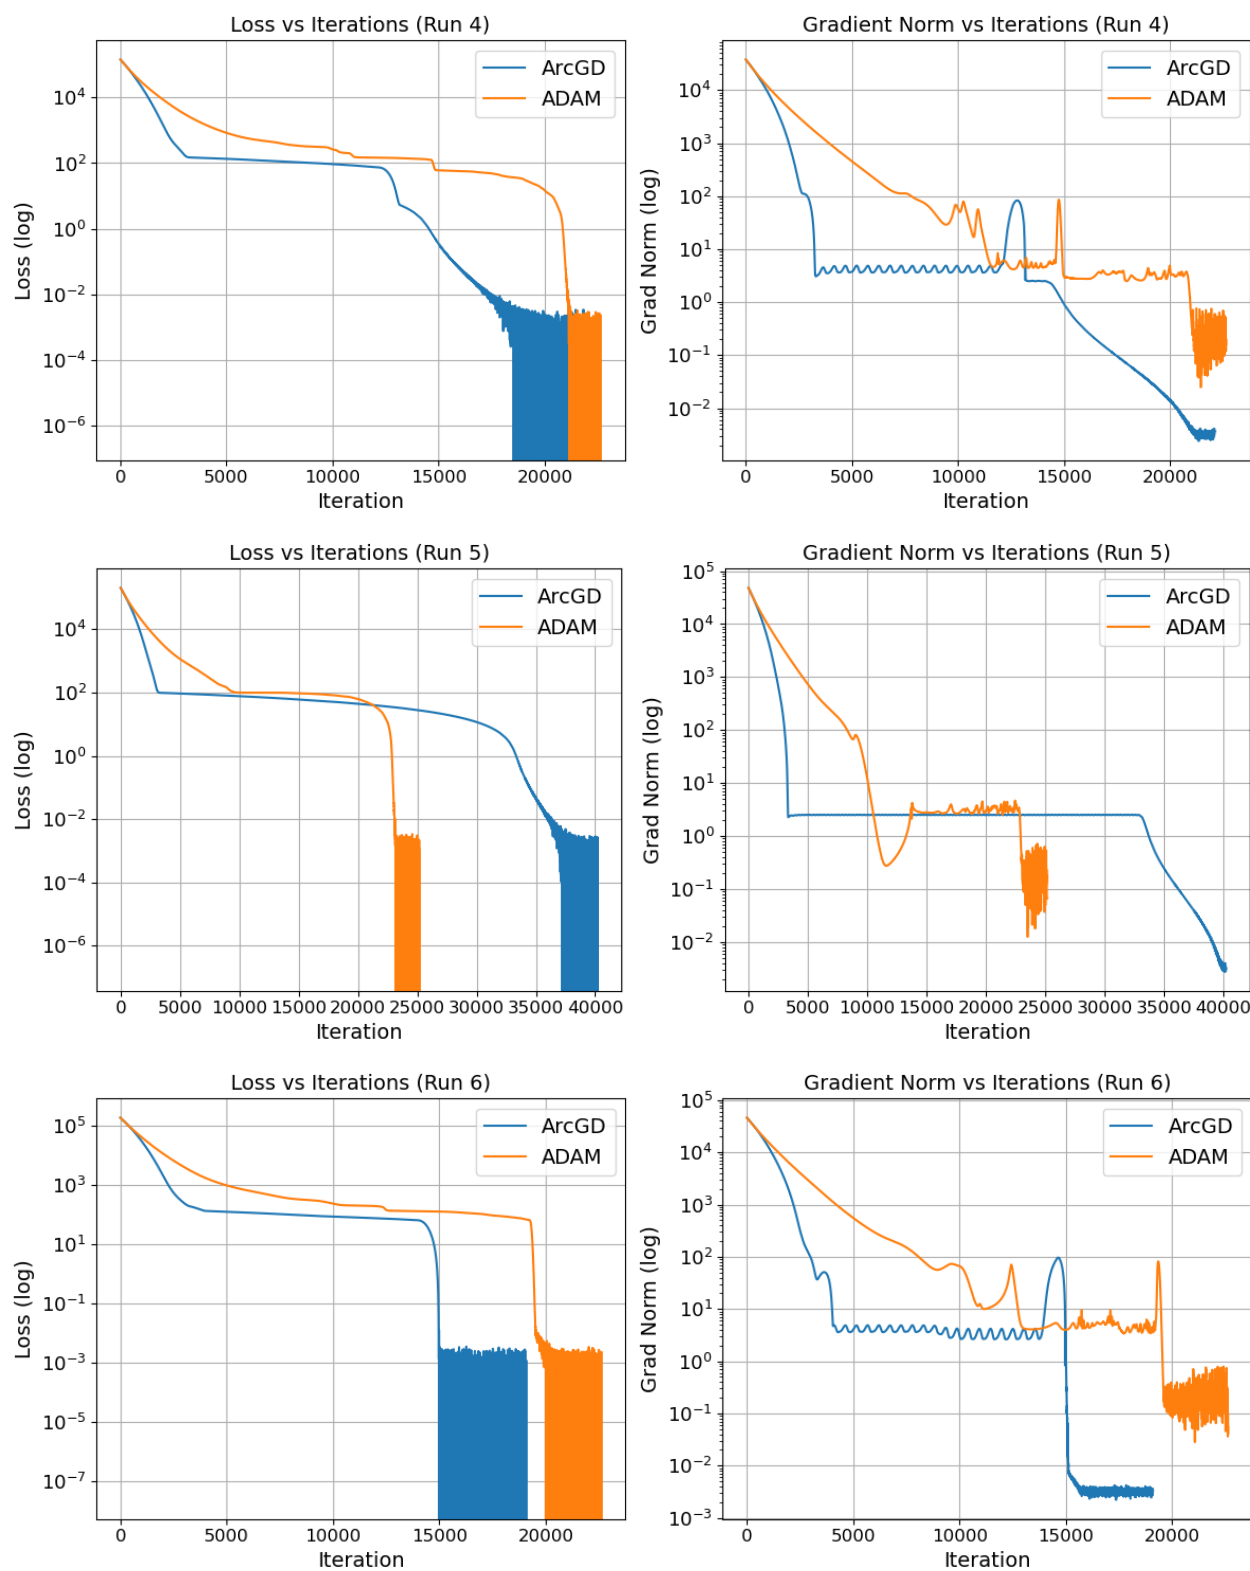 Loss vs Iterations (Run 4)
ArcGD
ADAM
Loss (log)
10^4
10^2
10^0
10^-2
10^-4
10^-6
0 5000 10000 15000 20000
Iteration
Gradient Norm vs Iterations (Run 4)
ArcGD
ADAM
Grad Norm (log)
10^4
10^3
10^2
10^1
10^0
10^-1
10^-2
0 5000 10000 15000 20000
Iteration
Loss vs Iterations (Run 5)
ArcGD
ADAM
Loss (log)
10^4
10^2
10^0
10^-2
10^-4
10^-6
0 5000 10000 15000 20000 25000 30000 35000 40000
Iteration
Gradient Norm vs Iterations (Run 5)
ArcGD
ADAM
Grad Norm (log)
10^5
10^4
10^3
10^2
10^1
10^0
10^-1
10^-2
0 5000 10000 15000 20000 25000 30000 35000 40000
Iteration
Loss vs Iterations (Run 6)
ArcGD
ADAM
Loss (log)
10^5
10^3
10^1
10^-1
10^-3
10^-5
10^-7
0 5000 10000 15000 20000
Iteration
Gradient Norm vs Iterations (Run 6)
ArcGD
ADAM
Grad Norm (log)
10^5
10^4
10^3
10^2
10^1
10^0
10^-1
10^-2
10^-3
0 5000 10000 15000 20000
Iteration